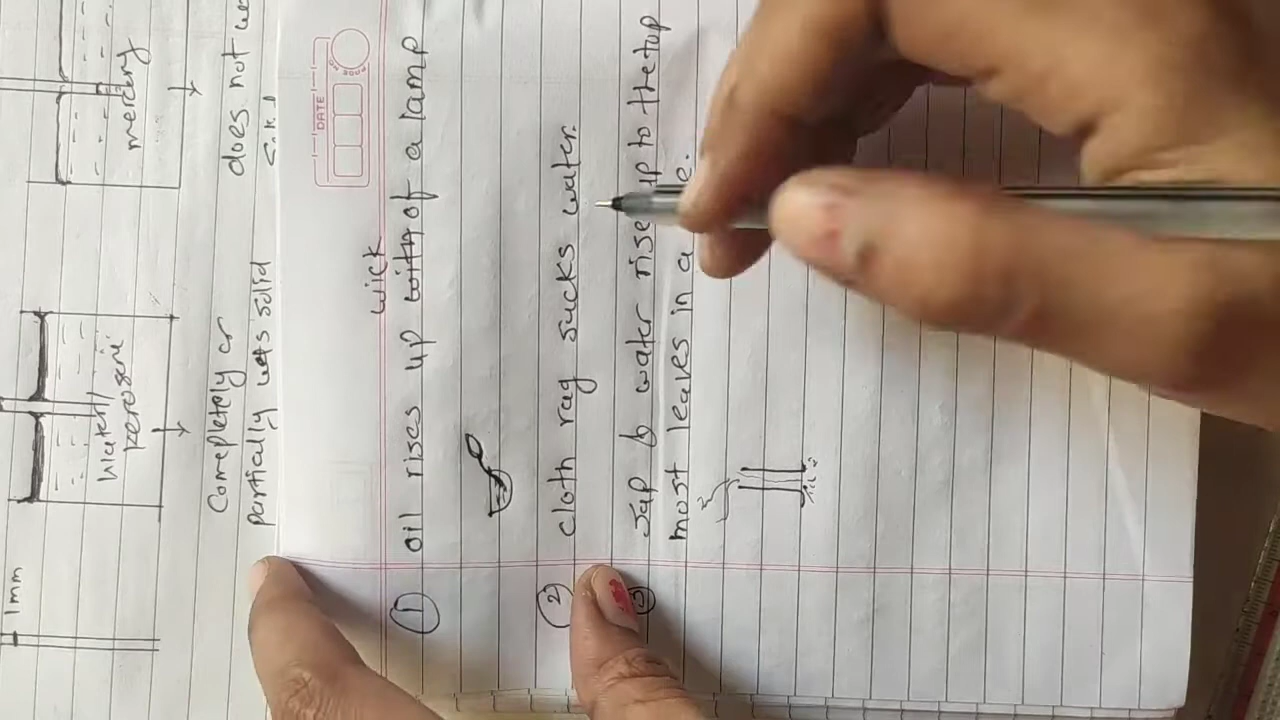 1mm
water/
kerosine
mercury
Completely or
partially wets solid
does not
DATE
wick
① oil rises up with of a lamp
② cloth rag sucks water.
③ sap & water rise up to the top
most leaves in a